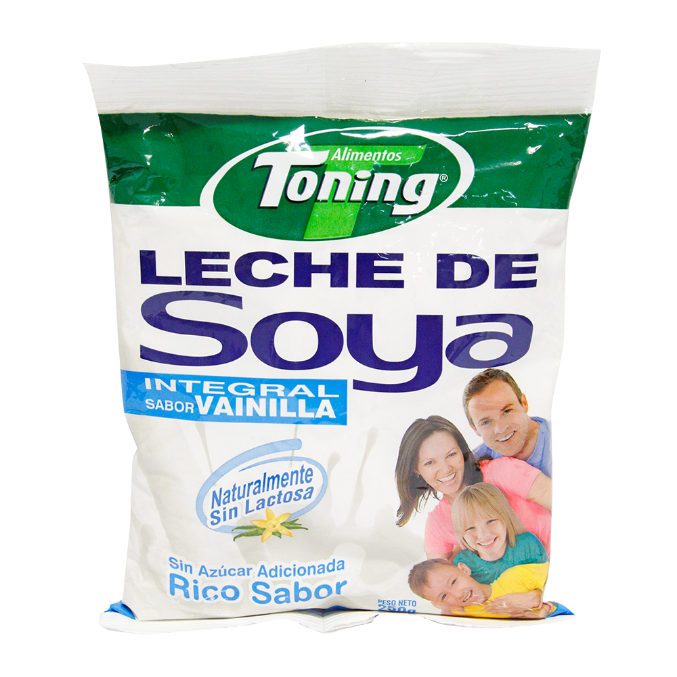 Alimentos
Toning®
LECHE DE
Soya
INTEGRAL
SABOR VAINILLA
Naturalmente
Sin Lactosa
Sin Azúcar Adicionada
Rico Sabor
PESO NETO